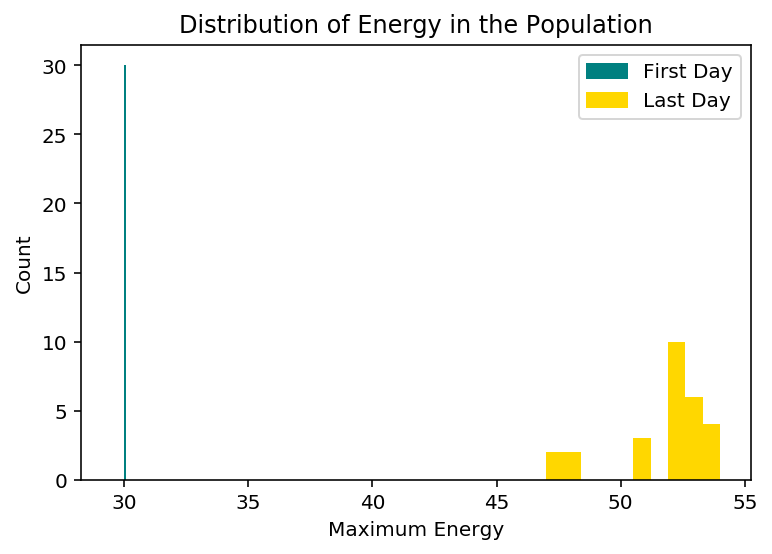 Distribution of Energy in the Population
First Day
Last Day
30
25
20
15
10
5
0
Count
30 35 40 45 50 55
Maximum Energy